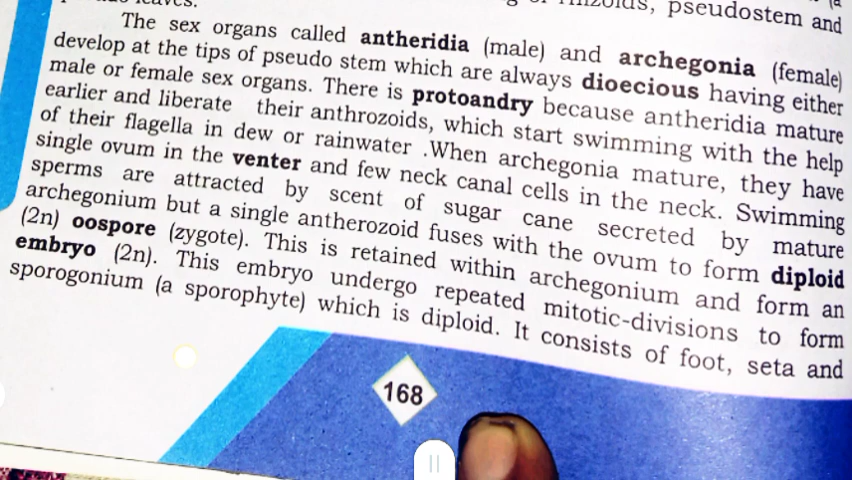 pseudostem and
The sex organs called antheridia (male) and archegonia (female)
develop at the tips of pseudo stem which are always dioecious having either
male or female sex organs. There is protoandry because antheridia mature
earlier and liberate their anthrozoids, which start swimming with the help
of their flagella in dew or rainwater .When archegonia mature, they have
single ovum in the venter and few neck canal cells in the neck. Swimming
sperms are attracted by scent of sugar cane secreted by mature
archegonium but a single antherozoid fuses with the ovum to form diploid
(2n) oospore (zygote). This is retained within archegonium and form an
embryo (2n). This embryo undergo repeated mitotic-divisions to form
sporogonium (a sporophyte) which is diploid. It consists of foot, seta and
168